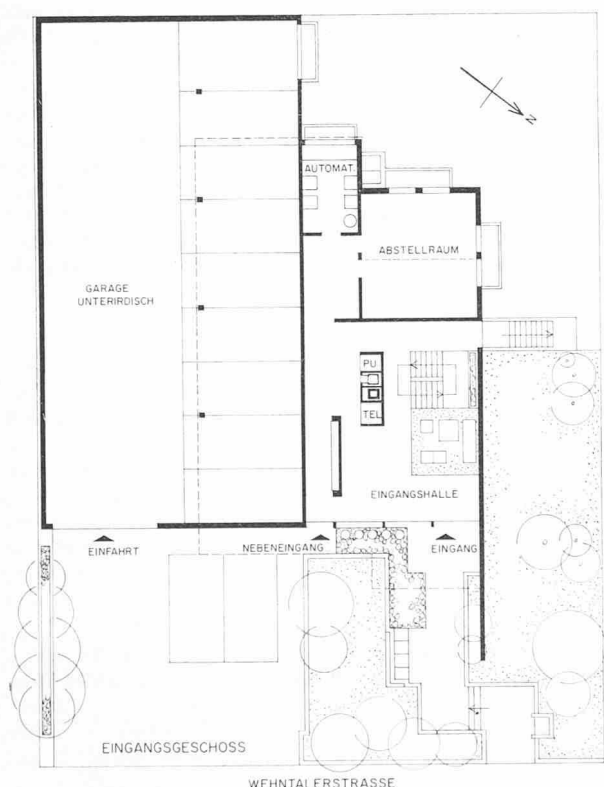 N
AUTOMAT.
ABSTELLRAUM
GARAGE
UNTERIRDISCH
PU
TEL
EINGANGSHALLE
EINFAHRT
NEBENEINGANG
EINGANG
EINGANGSGESCHOSS
WEHNTALERSTRASSE